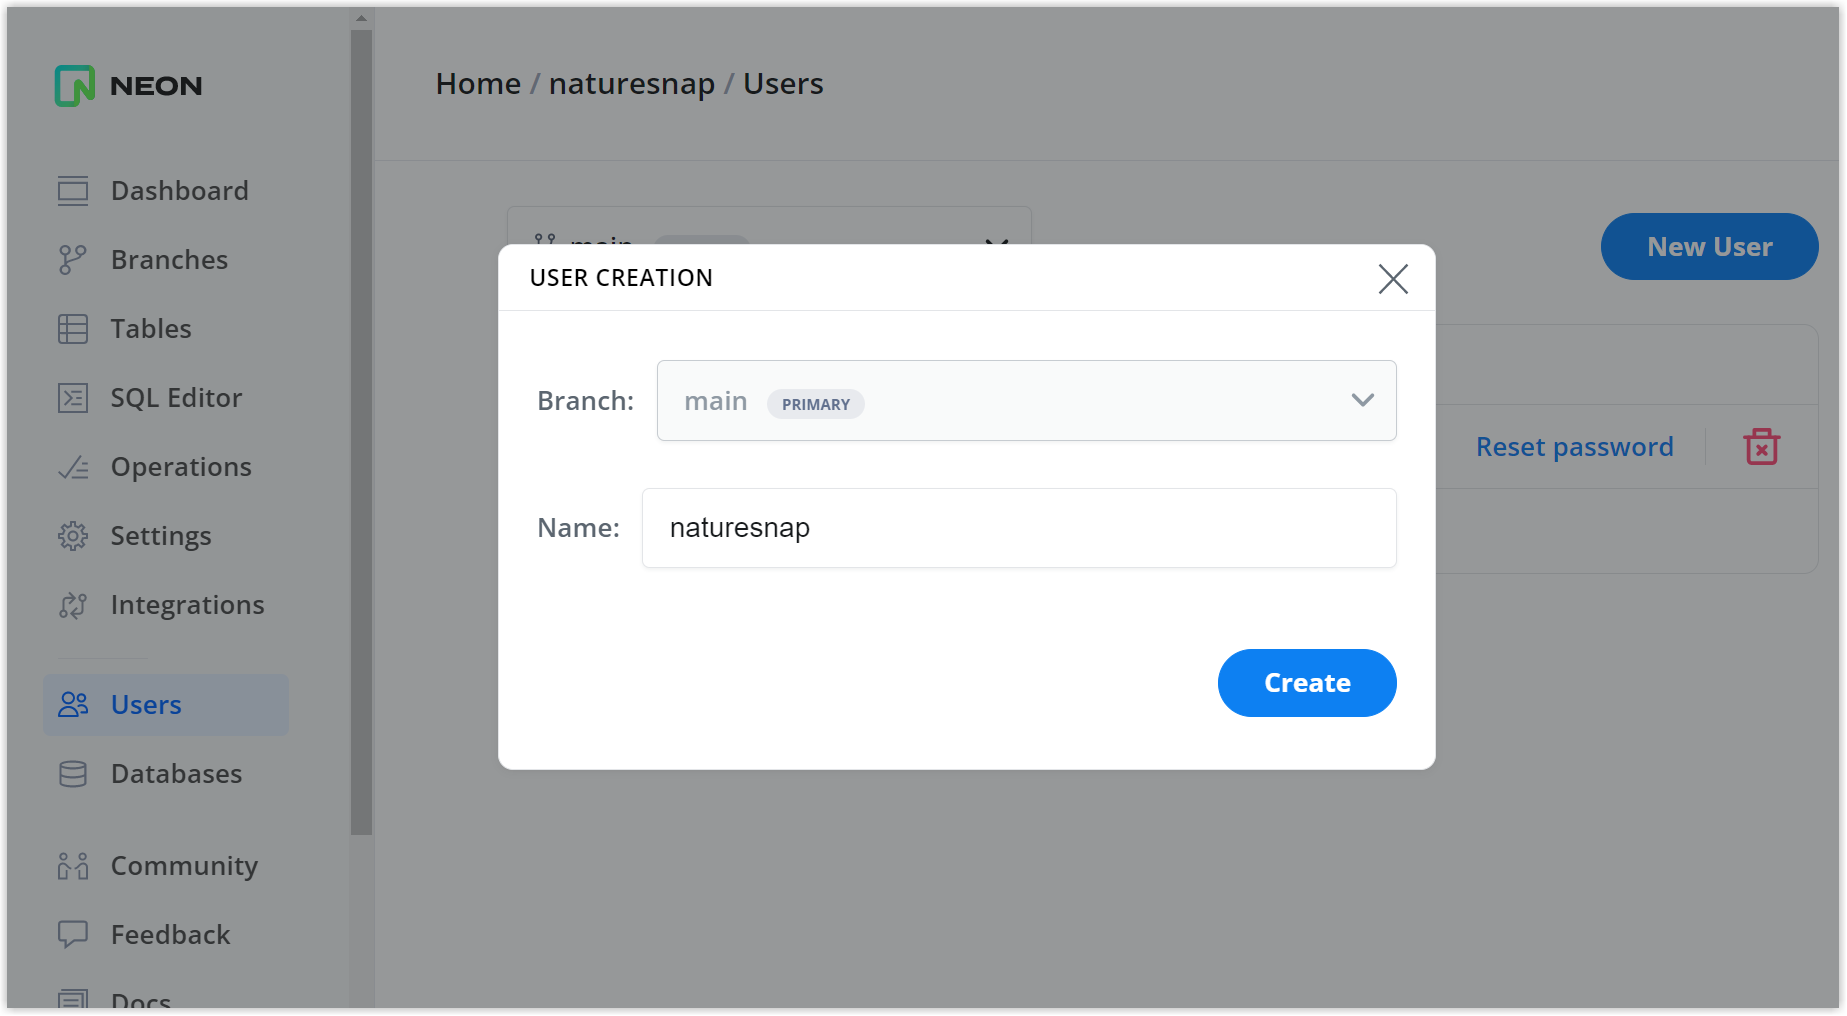 NEON
Home / naturesnap / Users
Dashboard
Branches
Tables
SQL Editor
Operations
Settings
Integrations
Users
Databases
Community
Feedback
Docs
main
New User
USER CREATION
Branch: main PRIMARY
Reset password
Name: naturesnap
Create